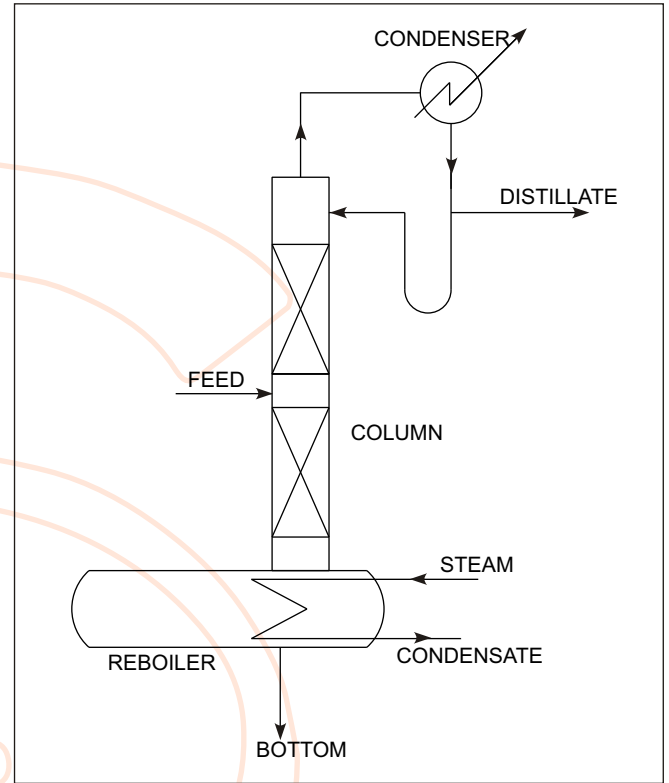 CONDENSER
DISTILLATE
FEED
COLUMN
STEAM
CONDENSATE
REBOILER
BOTTOM